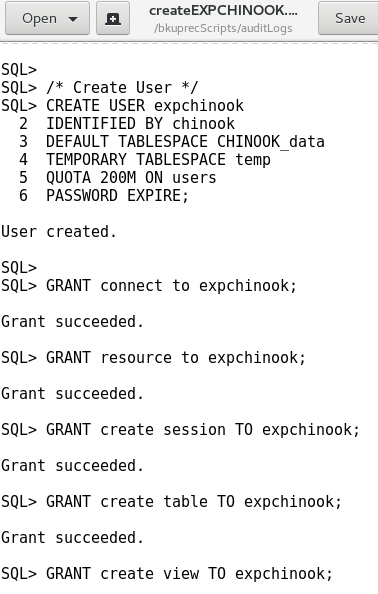 Open
createEXPCHINOOK....
/bkuprecScripts/auditLogs
Save
SQL>
SQL> /* Create User */
SQL> CREATE USER expchinook
  2  IDENTIFIED BY chinook
  3  DEFAULT TABLESPACE CHINOOK_data
  4  TEMPORARY TABLESPACE temp
  5  QUOTA 200M ON users
  6  PASSWORD EXPIRE;
User created.
SQL>
SQL> GRANT connect to expchinook;
Grant succeeded.
SQL> GRANT resource to expchinook;
Grant succeeded.
SQL> GRANT create session TO expchinook;
Grant succeeded.
SQL> GRANT create table TO expchinook;
Grant succeeded.
SQL> GRANT create view TO expchinook;